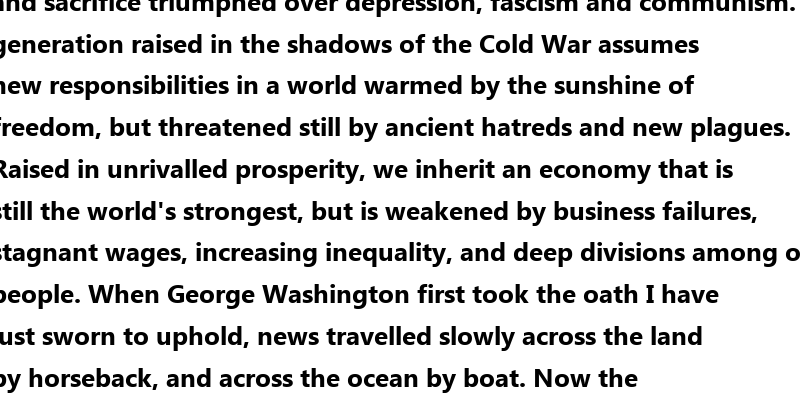 and sacrifice triumphed over depression, fascism and communism.
generation raised in the shadows of the Cold War assumes
new responsibilities in a world warmed by the sunshine of
freedom, but threatened still by ancient hatreds and new plagues.
Raised in unrivalled prosperity, we inherit an economy that is
still the world's strongest, but is weakened by business failures,
stagnant wages, increasing inequality, and deep divisions among o
people. When George Washington first took the oath I have
just sworn to uphold, news travelled slowly across the land
by horseback, and across the ocean by boat. Now the